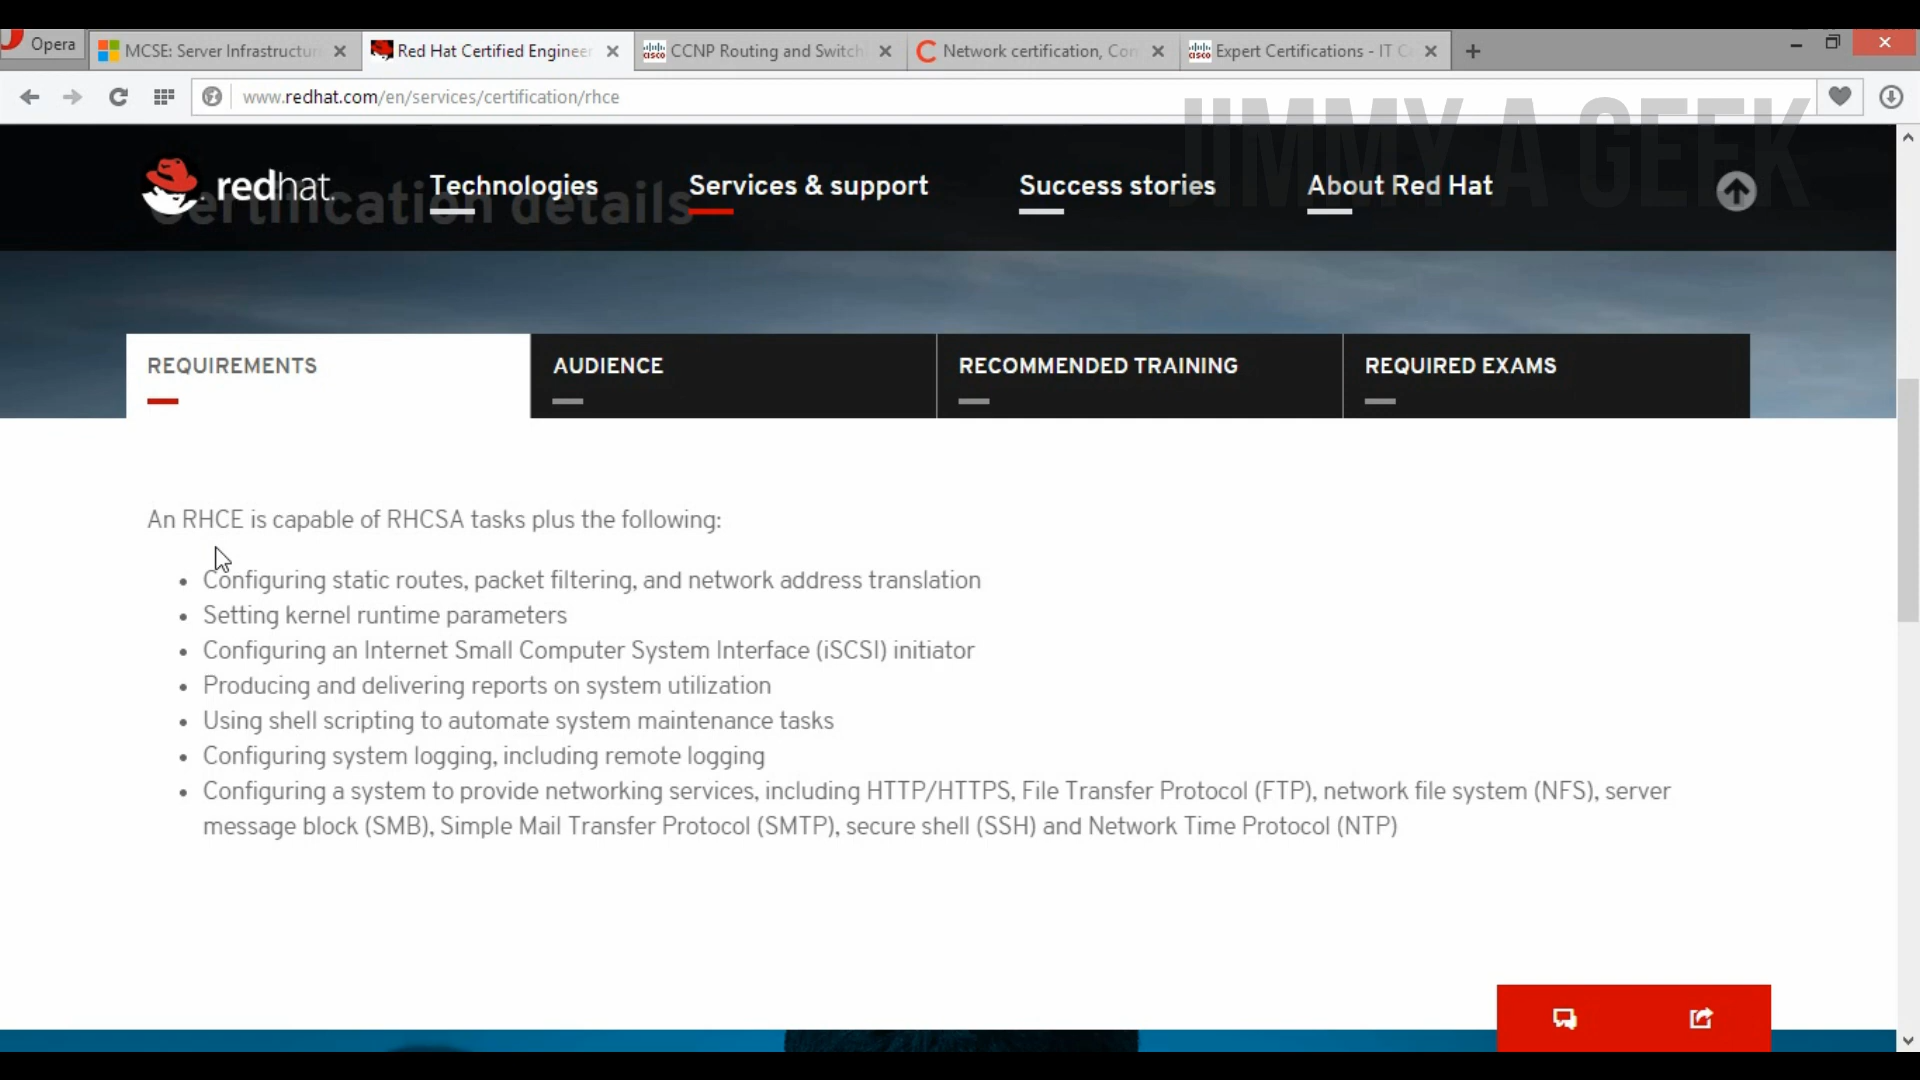 Opera
MCSE: Server Infrastructur
Red Hat Certified Engineer
CCNP Routing and Switch
Network certification, Con
Expert Certifications - IT C
www.redhat.com/en/services/certification/rhce
JIMMY A GEEK
redhat.
Technologies
Services & support
Success stories
About Red Hat
Certification details
REQUIREMENTS
AUDIENCE
RECOMMENDED TRAINING
REQUIRED EXAMS
An RHCE is capable of RHCSA tasks plus the following:
• Configuring static routes, packet filtering, and network address translation
• Setting kernel runtime parameters
• Configuring an Internet Small Computer System Interface (iSCSI) initiator
• Producing and delivering reports on system utilization
• Using shell scripting to automate system maintenance tasks
• Configuring system logging, including remote logging
• Configuring a system to provide networking services, including HTTP/HTTPS, File Transfer Protocol (FTP), network file system (NFS), server
message block (SMB), Simple Mail Transfer Protocol (SMTP), secure shell (SSH) and Network Time Protocol (NTP)